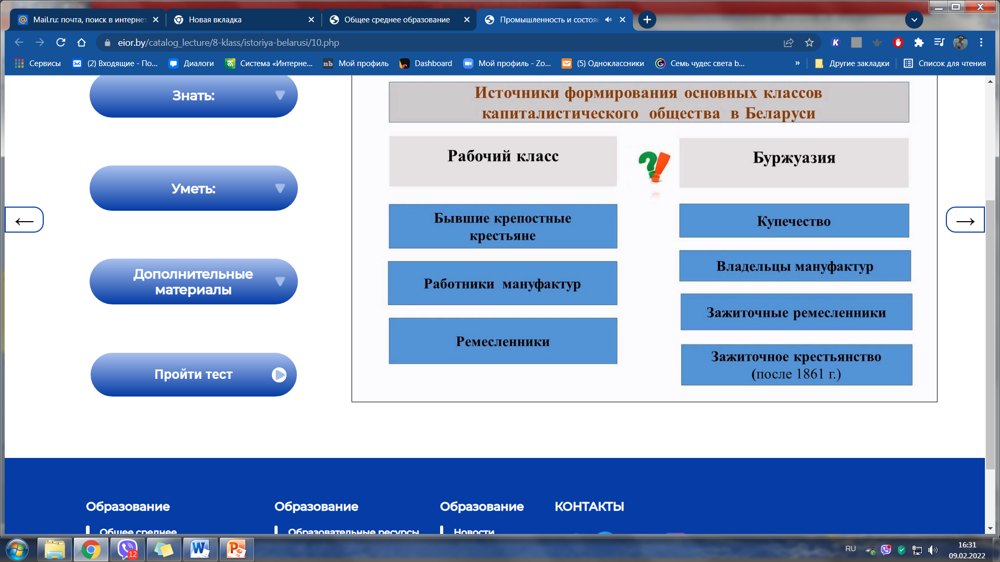 Mail.ru: почта, поиск в интернет
Новая вкладка
Общее среднее образование
Промышленность и состоян
eior.by/catalog_lecture/8-klass/istoriya-belarusi/10.php
Сервисы
(2) Входящие - По...
Диалоги
Система «Интерне...
nb Мой профиль
Dashboard
Мой профиль - Zo...
(5) Одноклассники
Семь чудес света b...
»
Другие закладки
Список для чтения
Знать:
Уметь:
Дополнительные
материалы
Пройти тест
←
→
Источники формирования основных классов
капиталистического общества в Беларуси
Рабочий класс
Бывшие крепостные
крестьяне
Работники мануфактур
Ремесленники
Буржуазия
Купечество
Владельцы мануфактур
Зажиточные ремесленники
Зажиточное крестьянство
(после 1861 г.)
Образование
Общее среднее
Образование
Образовательные ресурсы
Образование
Новости
КОНТАКТЫ
12
RU
16:31
09.02.2022